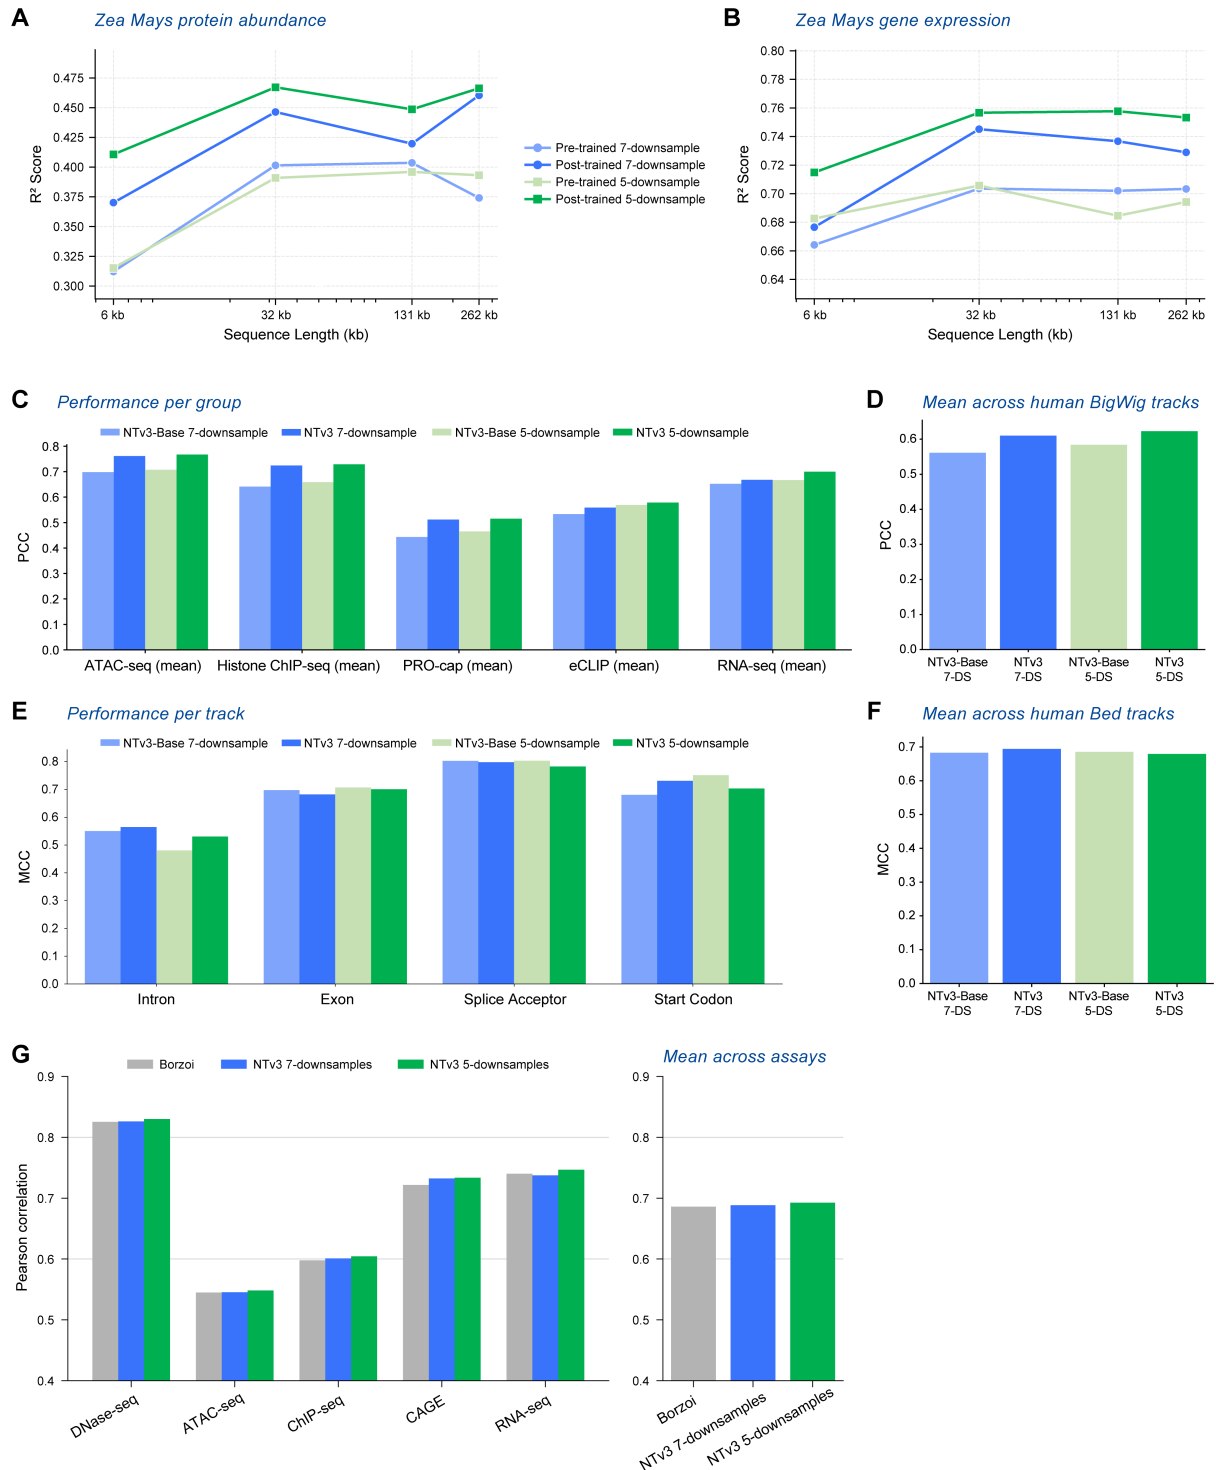 A
Zea Mays protein abundance
0.475
0.450
0.425
0.400
0.375
0.350
0.325
0.300
R² Score
6 kb
32 kb
131 kb
262 kb
Sequence Length (kb)
Pre-trained 7-downsample
Post-trained 7-downsample
Pre-trained 5-downsample
Post-trained 5-downsample
B
Zea Mays gene expression
0.80
0.78
0.76
0.74
0.72
0.70
0.68
0.66
0.64
R² Score
6 kb
32 kb
131 kb
262 kb
Sequence Length (kb)
C
Performance per group
NTv3-Base 7-downsample
NTv3 7-downsample
NTv3-Base 5-downsample
NTv3 5-downsample
0.8
0.7
0.6
0.5
0.4
0.3
0.2
0.1
0.0
PCC
ATAC-seq (mean)
Histone ChIP-seq (mean)
PRO-cap (mean)
eCLIP (mean)
RNA-seq (mean)
D
Mean across human BigWig tracks
0.6
0.5
0.4
0.3
0.2
0.1
0.0
PCC
NTv3-Base
7-DS
NTv3
7-DS
NTv3-Base
5-DS
NTv3
5-DS
E
Performance per track
NTv3-Base 7-downsample
NTv3 7-downsample
NTv3-Base 5-downsample
NTv3 5-downsample
0.8
0.7
0.6
0.5
0.4
0.3
0.2
0.1
0.0
MCC
Intron
Exon
Splice Acceptor
Start Codon
F
Mean across human Bed tracks
0.7
0.6
0.5
0.4
0.3
0.2
0.1
0.0
MCC
NTv3-Base
7-DS
NTv3
7-DS
NTv3-Base
5-DS
NTv3
5-DS
G
Borzoi
NTv3 7-downsamples
NTv3 5-downsamples
0.9
0.8
0.7
0.6
0.5
0.4
Pearson correlation
DNase-seq
ATAC-seq
ChIP-seq
CAGE
RNA-seq
Mean across assays
0.9
0.8
0.7
0.6
0.5
0.4
Borzoi
NTv3 7-downsamples
NTv3 5-downsamples